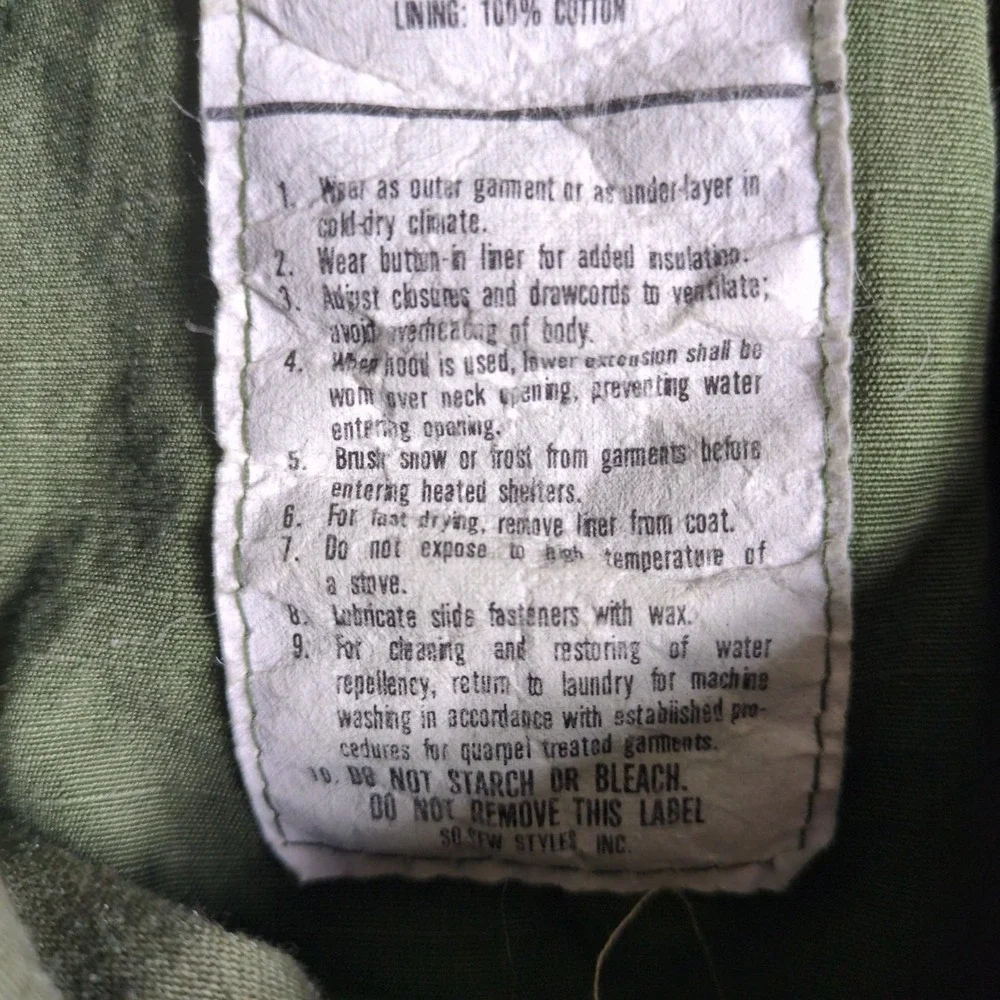 LINING: 100% COTTON
1. Wear as outer garment or as under-layer in
cold-dry climate.
2. Wear button-in liner for added insulation.
3. Adjust closures and drawcords to ventilate;
avoid overheating of body.
4. When hood is used, lower extension shall be
worn over neck opening, preventing water
entering opening.
5. Brush snow or frost from garments before
entering heated shelters.
6. For fast drying, remove liner from coat.
7. Do not expose to high temperature of
a stove.
8. Lubricate slide fasteners with wax.
9. For cleaning and restoring of water
repellency, return to laundry for machine
washing in accordance with established pro-
cedures for quarpel treated garments.
10. DO NOT STARCH OR BLEACH.
DO NOT REMOVE THIS LABEL
SO SEW STYLES, INC.